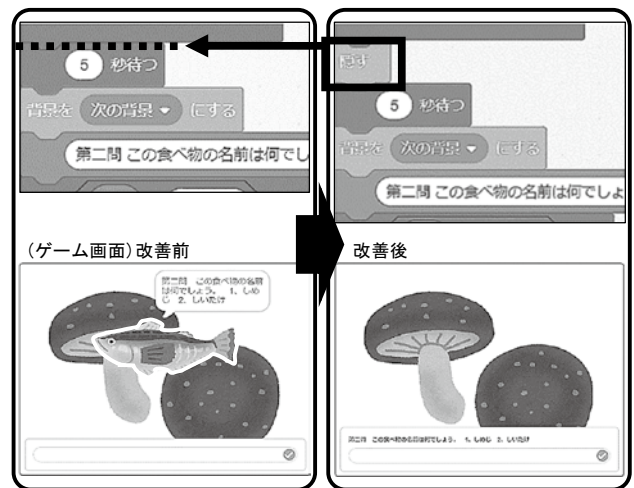 5 秒待つ
背景を 次の背景 にする
第二問 この食べ物の名前は何でし
隠す
5 秒待つ
背景を 次の背景 にする
第二問 この食べ物の名前は何でしょ
(ゲーム画面)改善前
改善後
第二問 この食べ物の名前
は何でしょう。 1、しめ
じ 2、しいたけ
第二問 この食べ物の名前は何でしょう。 1、しめじ 2、しいたけ